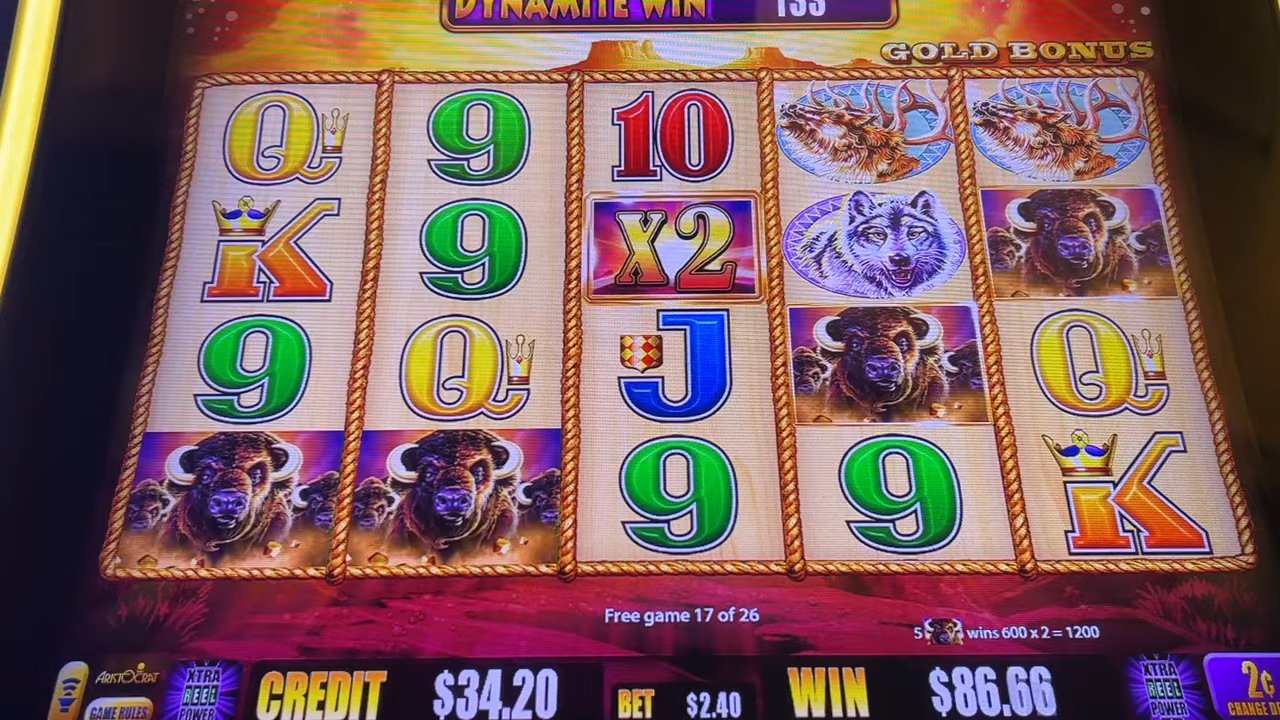 DYNAMITE WIN 133
GOLD BONUS
Q 9 10
K 9 X2
9 Q J Q
9 9 K
Free game 17 of 26
5 wins 600 x 2 = 1200
ARISTOCRAT
GAME RULES
XTRA
REEL
POWER
CREDIT $34.20
BET $2.40
WIN $86.66
XTRA
REEL
POWER
2¢
CHANGE